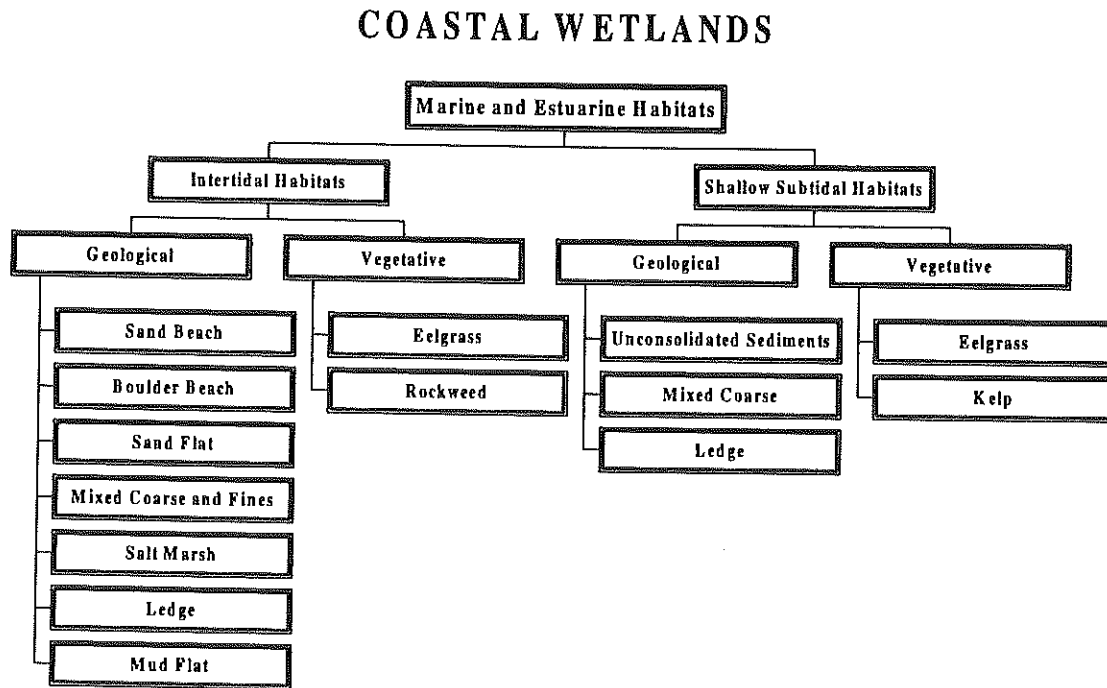 COASTAL WETLANDS
Marine and Estuarine Habitats
Intertidal Habitats
Shallow Subtidal Habitats
Geological
Vegetative
Geological
Vegetative
Sand Beach
Boulder Beach
Sand Flat
Mixed Coarse and Fines
Salt Marsh
Ledge
Mud Flat
Eelgrass
Rockweed
Unconsolidated Sediments
Mixed Coarse
Ledge
Eelgrass
Kelp